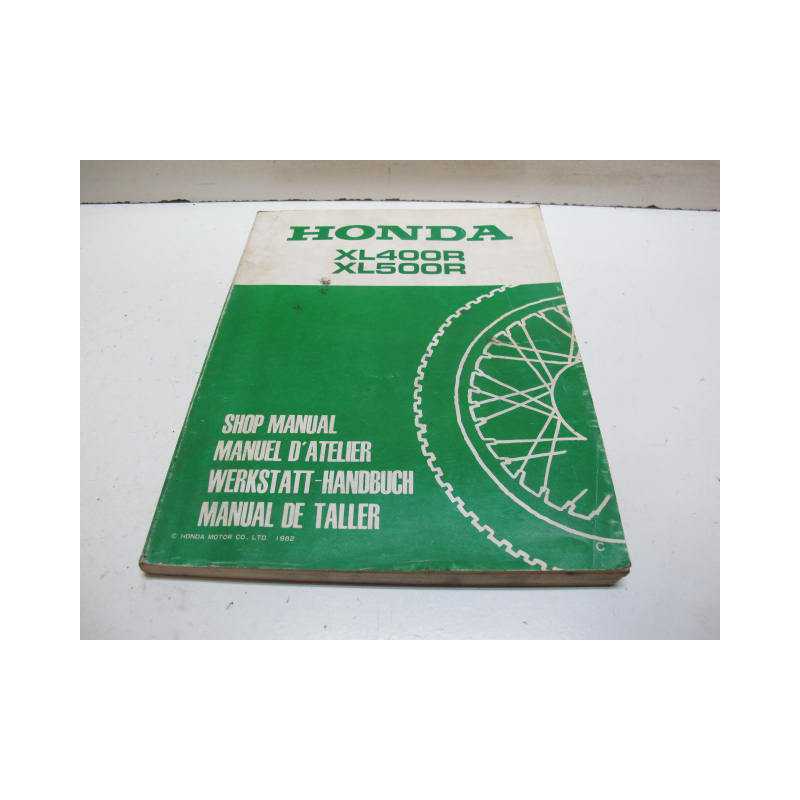 HONDA
XL400R
XL500R
SHOP MANUAL
MANUEL D'ATELIER
WERKSTATT-HANDBUCH
MANUAL DE TALLER
© HONDA MOTOR CO., LTD. 1982
C